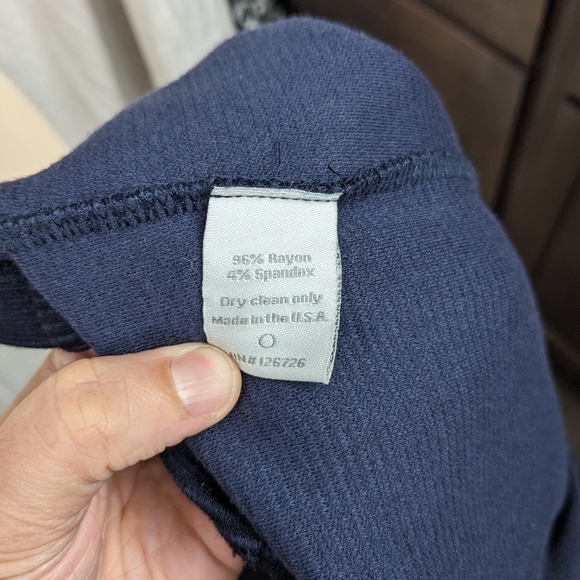 96% Rayon
4% Spandex
Dry clean only
Made in the U.S.A.
RN# 126726